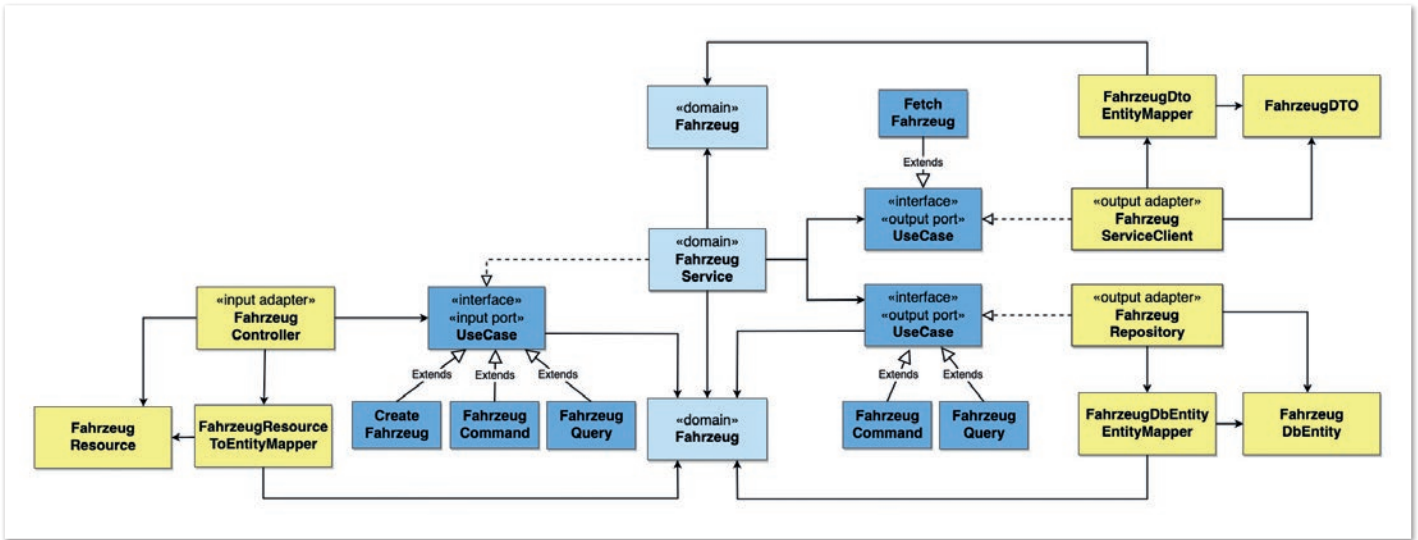 «domain»
Fahrzeug
Fetch
Fahrzeug
FahrzeugDto
EntityMapper
FahrzeugDTO
Extends
«interface»
«output port»
UseCase
«output adapter»
Fahrzeug
ServiceClient
«domain»
Fahrzeug
Service
«input adapter»
Fahrzeug
Controller
«interface»
«input port»
UseCase
«interface»
«output port»
UseCase
«output adapter»
Fahrzeug
Repository
Extends
Extends
Extends
Extends
Extends
Fahrzeug
Resource
FahrzeugResource
ToEntityMapper
Create
Fahrzeug
Fahrzeug
Command
Fahrzeug
Query
«domain»
Fahrzeug
Fahrzeug
Command
Fahrzeug
Query
FahrzeugDbEntity
EntityMapper
Fahrzeug
DbEntity